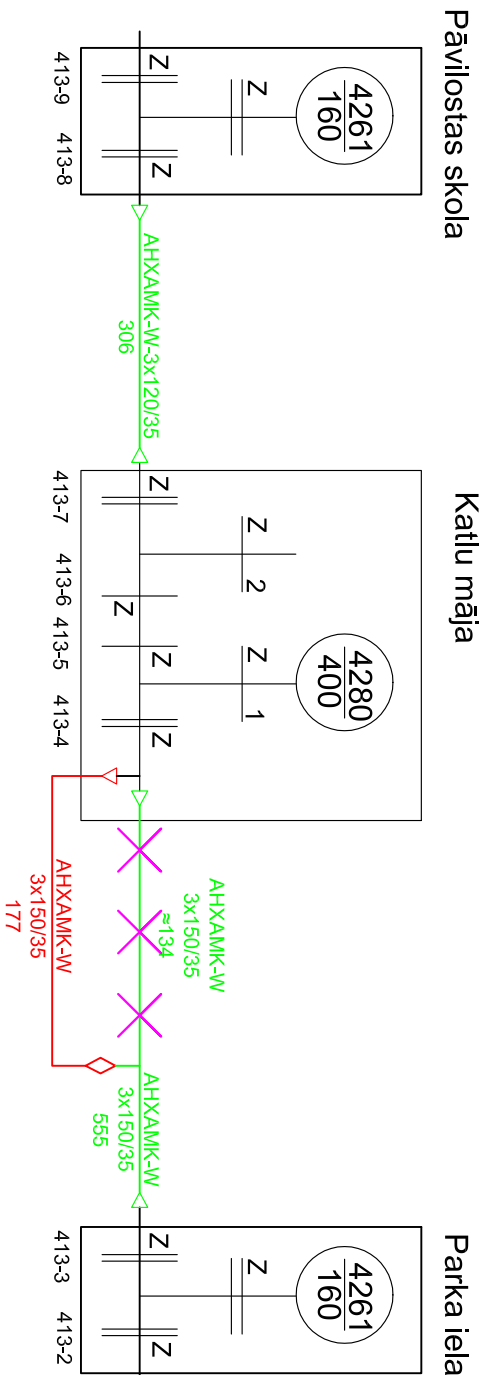 Pāvilostas skola
4261
160
Z
Z
Z
413-9
413-8
AHXAMK-W-3x120/35
306
Katlu māja
4280
400
Z
2
Z
1
Z
Z
Z
Z
413-7
413-6
413-5
413-4
AHXAMK-W
3x150/35
≈134
AHXAMK-W
3x150/35
177
AHXAMK-W
3x150/35
555
Parka iela
4261
160
Z
Z
Z
413-3
413-2